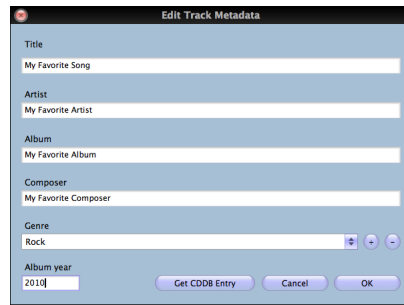 Edit Track Metadata
Title
My Favorite Song
Artist
My Favorite Artist
Album
My Favorite Album
Composer
My Favorite Composer
Genre
Rock + -
Album year
2010 Get CDDB Entry Cancel OK